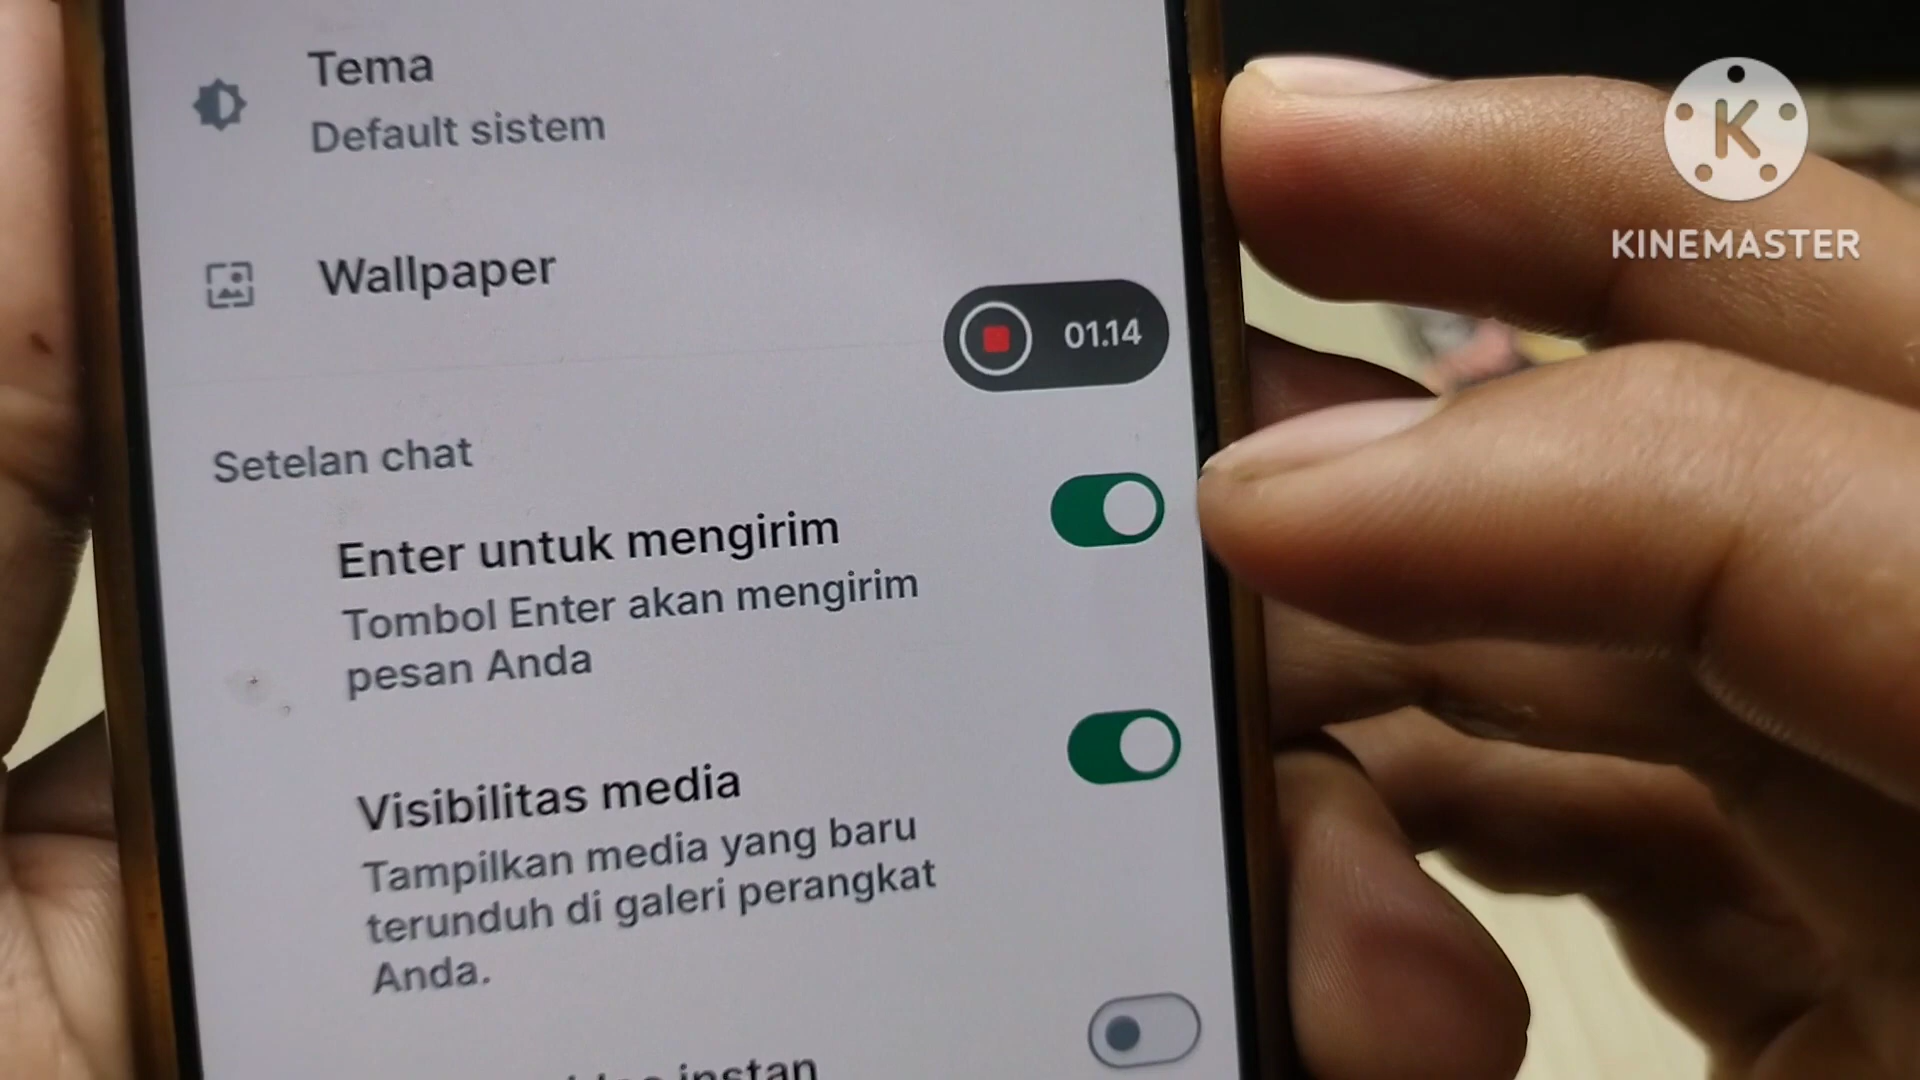 Tema
Default sistem
Wallpaper
01.14
Setelan chat
Enter untuk mengirim
Tombol Enter akan mengirim
pesan Anda
Visibilitas media
Tampilkan media yang baru
terunduh di galeri perangkat
Anda.
instan
K
KINEMASTER